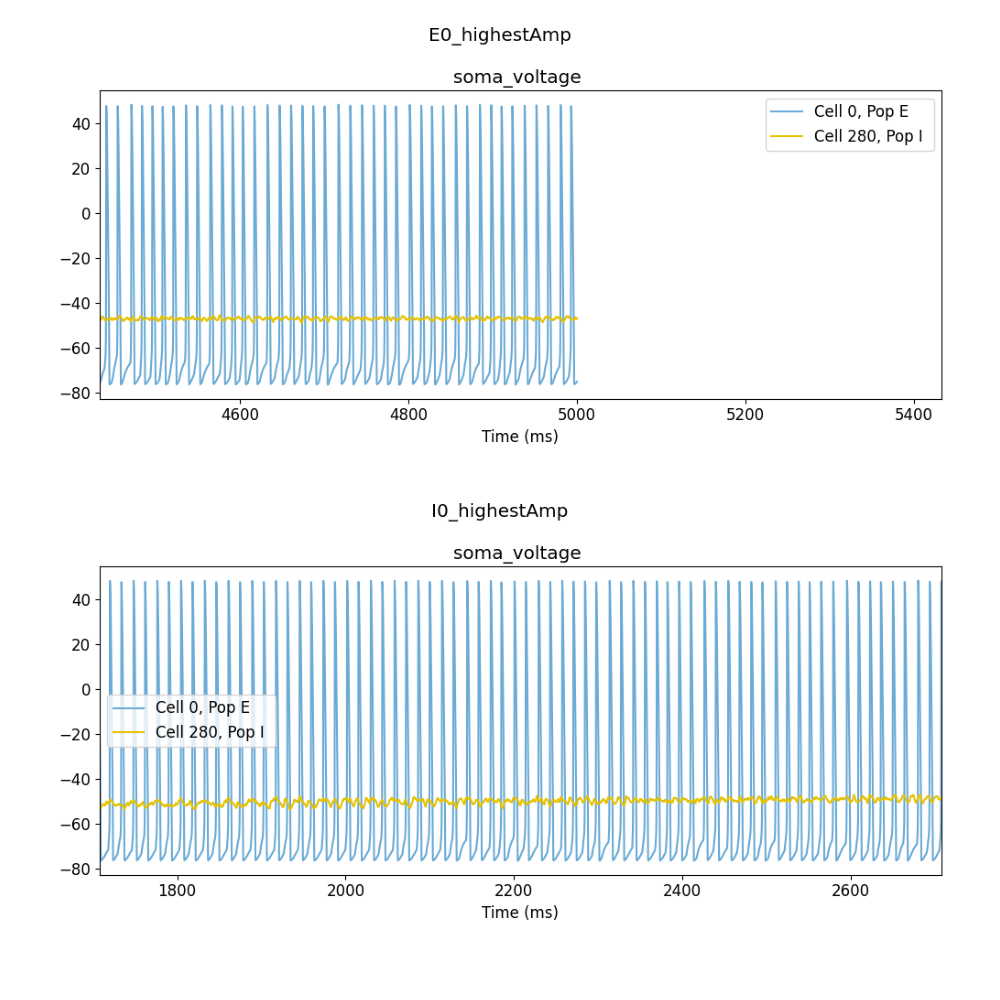 E0_highestAmp
soma_voltage
Cell 0, Pop E
Cell 280, Pop I
40
20
0
−20
−40
−60
−80
4600 4800 5000 5200 5400
Time (ms)
I0_highestAmp
soma_voltage
40
20
0
Cell 0, Pop E
−20
Cell 280, Pop I
−40
−60
−80
1800 2000 2200 2400 2600
Time (ms)